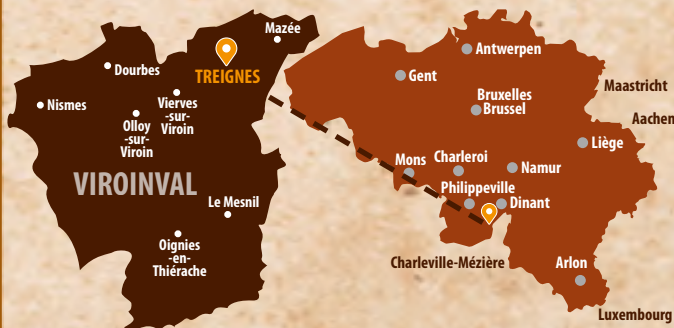 Mazée
TREIGNES
Dourbes
Nismes
Vierves
-sur-
Viroin
Olloy
-sur-
Viroin
VIROINVAL
Le Mesnil
Oignies
-en-
Thiérache
Antwerpen
Gent
Maastricht
Bruxelles
Brussel
Aachen
Liège
Mons
Charleroi
Namur
Philippeville
Dinant
Charleville-Mézière
Arlon
Luxembourg